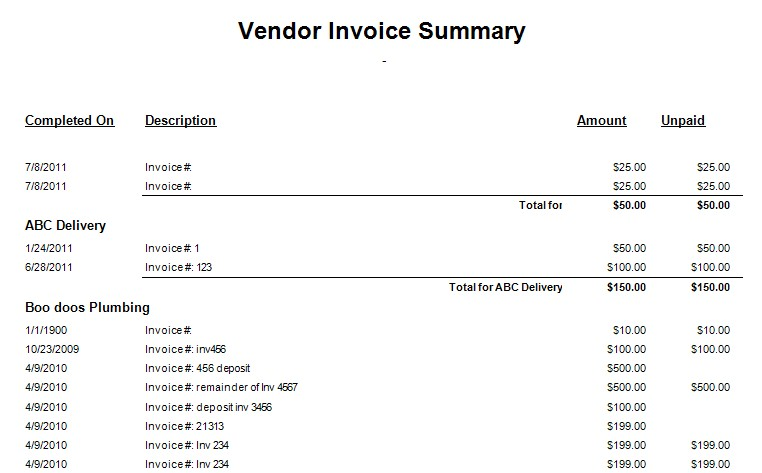 Vendor Invoice Summary
-
Completed On Description Amount Unpaid
7/8/2011 Invoice #: $25.00 $25.00
7/8/2011 Invoice #: $25.00 $25.00
Total for $50.00 $50.00
ABC Delivery
1/24/2011 Invoice #: 1 $50.00 $50.00
6/28/2011 Invoice #: 123 $100.00 $100.00
Total for ABC Delivery $150.00 $150.00
Boo doos Plumbing
1/1/1900 Invoice #: $10.00 $10.00
10/23/2009 Invoice #: inv456 $100.00 $100.00
4/9/2010 Invoice #: 456 deposit $500.00
4/9/2010 Invoice #: remainder of Inv 4567 $500.00 $500.00
4/9/2010 Invoice #: deposit inv 3456 $100.00
4/9/2010 Invoice #: 21313 $199.00
4/9/2010 Invoice #: Inv 234 $199.00 $199.00
4/9/2010 Invoice #: Inv 234 $199.00 $199.00